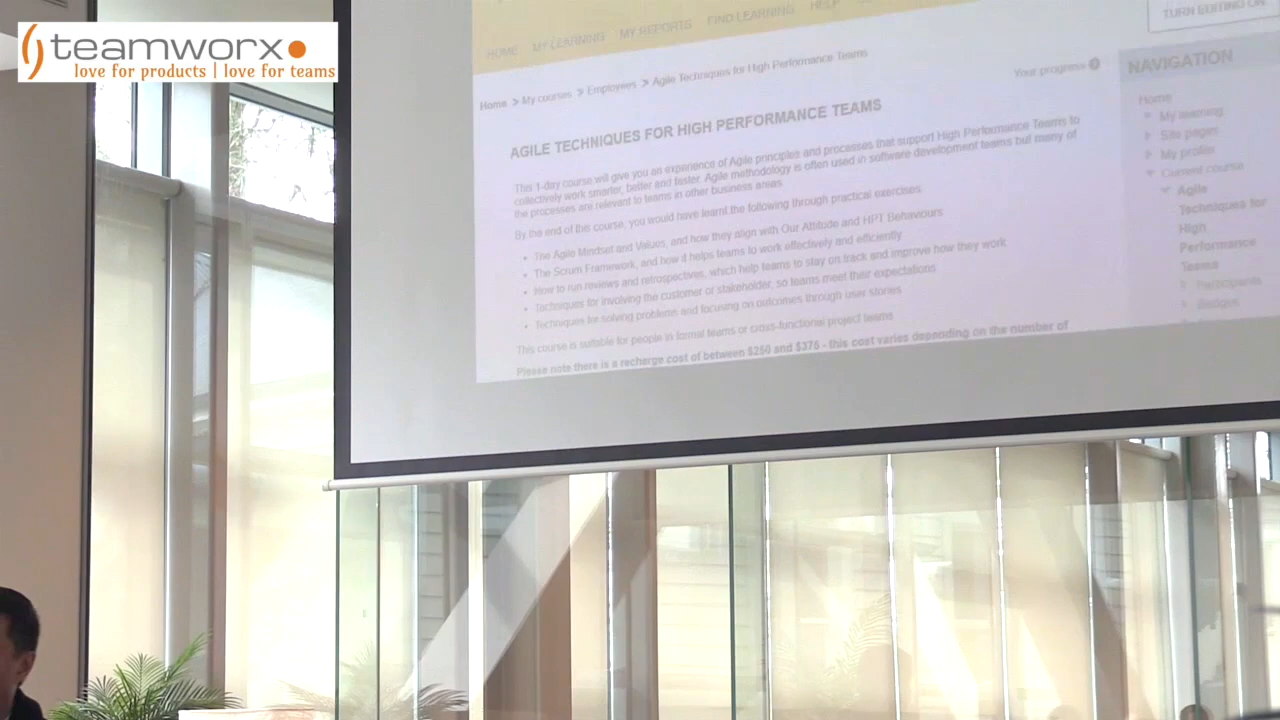 teamworx
love for products | love for teams
HOME MY LEARNING MY REPORTS FIND LEARNING HELP
TURN EDITING ON
Home > My courses > Employees > Agile Techniques for High Performance Teams
Your progress
AGILE TECHNIQUES FOR HIGH PERFORMANCE TEAMS
This 1-day course will give you an experience of Agile principles and processes that support High Performance Teams to
collectively work smarter, better and faster. Agile methodology is often used in software development teams but many of
the processes are relevant to teams in other business areas.
By the end of this course, you would have learnt the following through practical exercises.
• The Agile Mindset and Values, and how they align with Our Attitude and HPT Behaviours
• The Scrum Framework, and how it helps teams to work effectively and efficiently
• How to run reviews and retrospectives, which help teams to stay on track and improve how they work
• Techniques for involving the customer or stakeholder, so teams meet their expectations
• Techniques for solving problems and focusing on outcomes through user stories
This course is suitable for people in formal teams or cross-functional project teams
Please note there is a recharge cost of between $250 and $375 - this cost varies depending on the number of
NAVIGATION
Home
My learning
Site pages
My profile
Current course
Agile
Techniques for
High
Performance
Teams
Participants
Badges